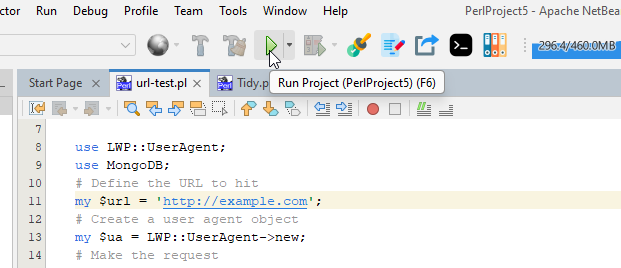 ctor Run Debug Profile Team Tools Window Help PerlProject5 - Apache NetBea
296.4/460.0MB
Start Page url-test.pl Tidy.p
Run Project (PerlProject5) (F6)
7
8 use LWP::UserAgent;
9 use MongoDB;
10 # Define the URL to hit
11 my $url = 'http://example.com';
12 # Create a user agent object
13 my $ua = LWP::UserAgent->new;
14 # Make the request